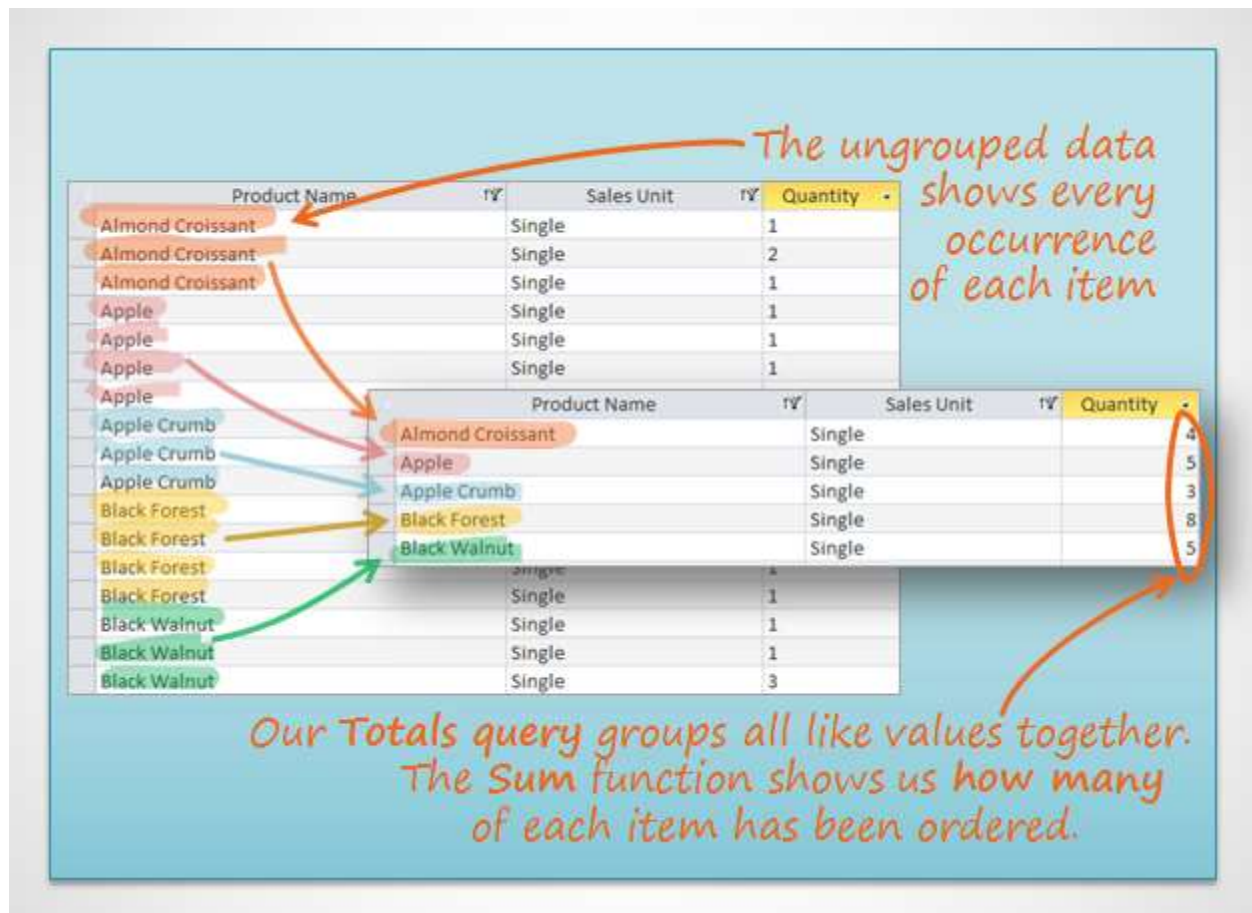 The ungrouped data
shows every
occurrence
of each item
Product Name Sales Unit Quantity
Almond Croissant Single 1
Almond Croissant Single 2
Almond Croissant Single 1
Apple Single 1
Apple Single 1
Apple Single 1
Apple
Apple Crumb
Apple Crumb
Apple Crumb
Black Forest
Black Forest
Black Forest
Black Forest Single 1
Black Walnut Single 1
Black Walnut Single 1
Black Walnut Single 3
Product Name Sales Unit Quantity
Almond Croissant Single 4
Apple Single 5
Apple Crumb Single 3
Black Forest Single 8
Black Walnut Single 5
Our Totals query groups all like values together.
The Sum function shows us how many
of each item has been ordered.